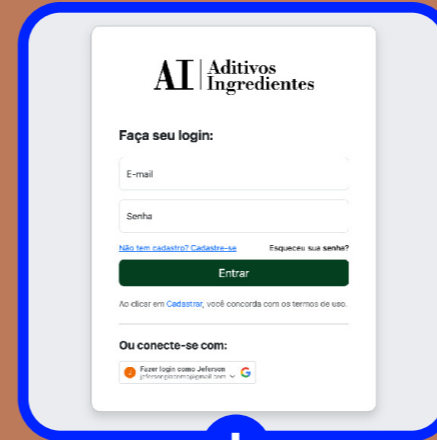 AI Aditivos
Ingredientes
Faça seu login:
E-mail
Senha
Não tem cadastro? Cadastre-se Esqueceu sua senha?
Entrar
Ao clicar em Cadastrar, você concorda com os termos de uso.
Ou conecte-se com:
J Fazer login como Jeferson G